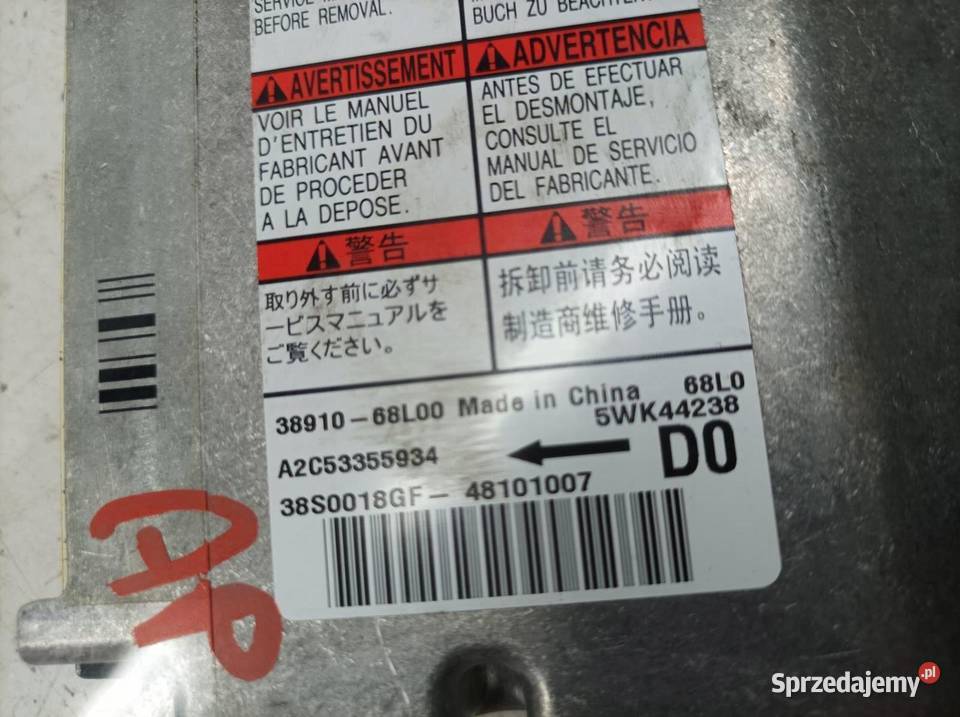 BEFORE REMOVAL.
BUCH ZU BEACHTEN.
AVERTISSEMENT
VOIR LE MANUEL
D'ENTRETIEN DU
FABRICANT AVANT
DE PROCEDER
A LA DEPOSE.
ADVERTENCIA
ANTES DE EFECTUAR
EL DESMONTAJE,
CONSULTE EL
MANUAL DE SERVICIO
DEL FABRICANTE.
警告
取り外す前に必ずサ
ービスマニュアルを
ご覧ください。
警告
拆卸前请务必阅读
制造商维修手册。
38910-68L00 Made in China 68L0
5WK44238
A2C53355934
D0
38S0018GF- 48101007
Sprzedajemy.pl